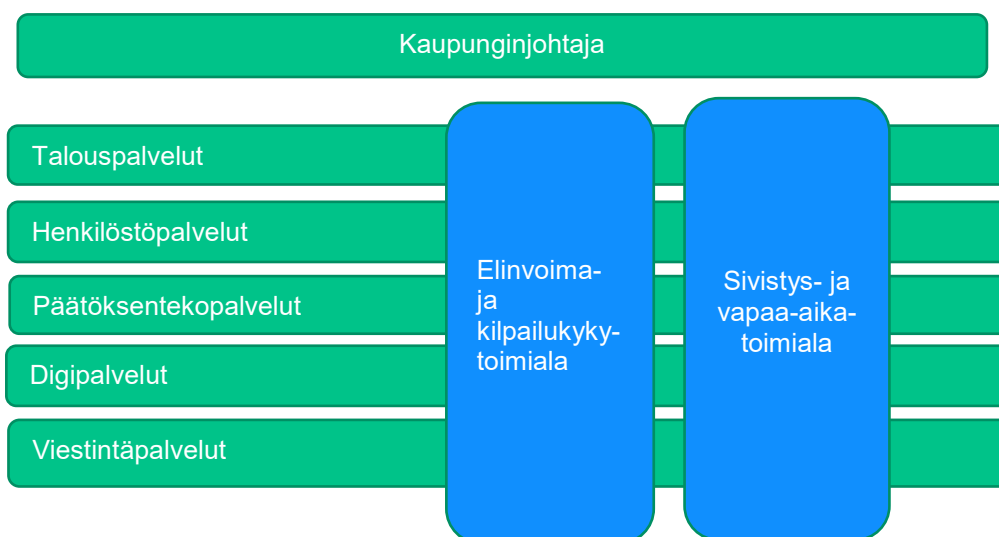 Kaupunginjohtaja
Talouspalvelut
Henkilöstöpalvelut
Päätöksentekopalvelut
Digipalvelut
Viestintäpalvelut
Elinvoima-
ja
kilpailukyky-
toimiala
Sivistys- ja
vapaa-aika-
toimiala